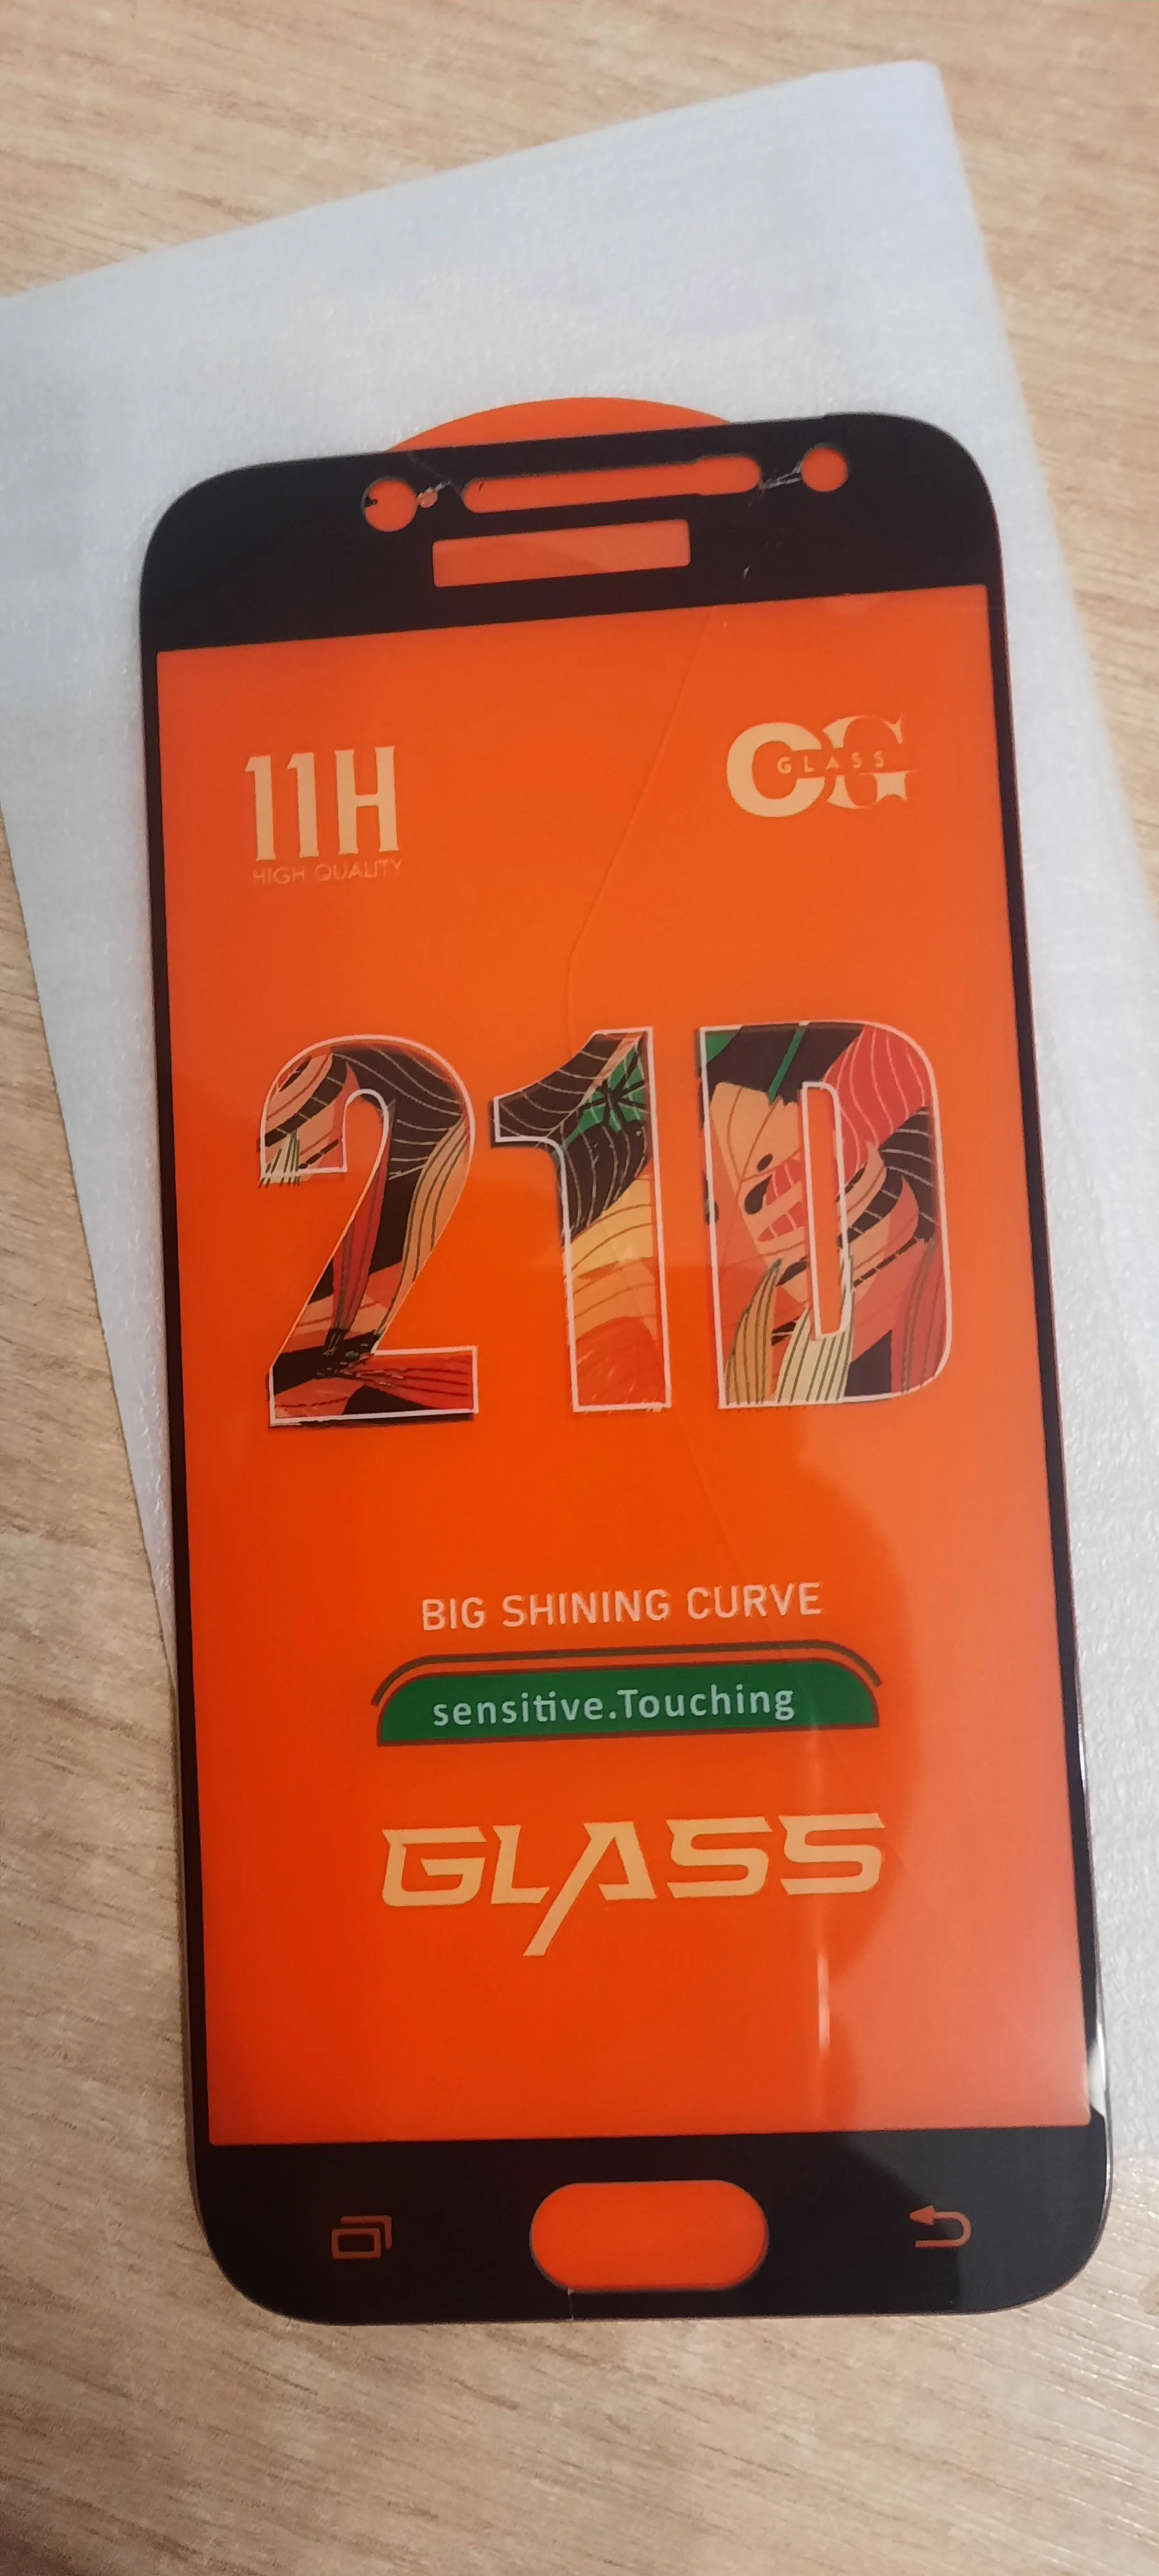 11H
HIGH QUALITY
OG
GLASS
21D
BIG SHINING CURVE
sensitive.Touching
GLASS